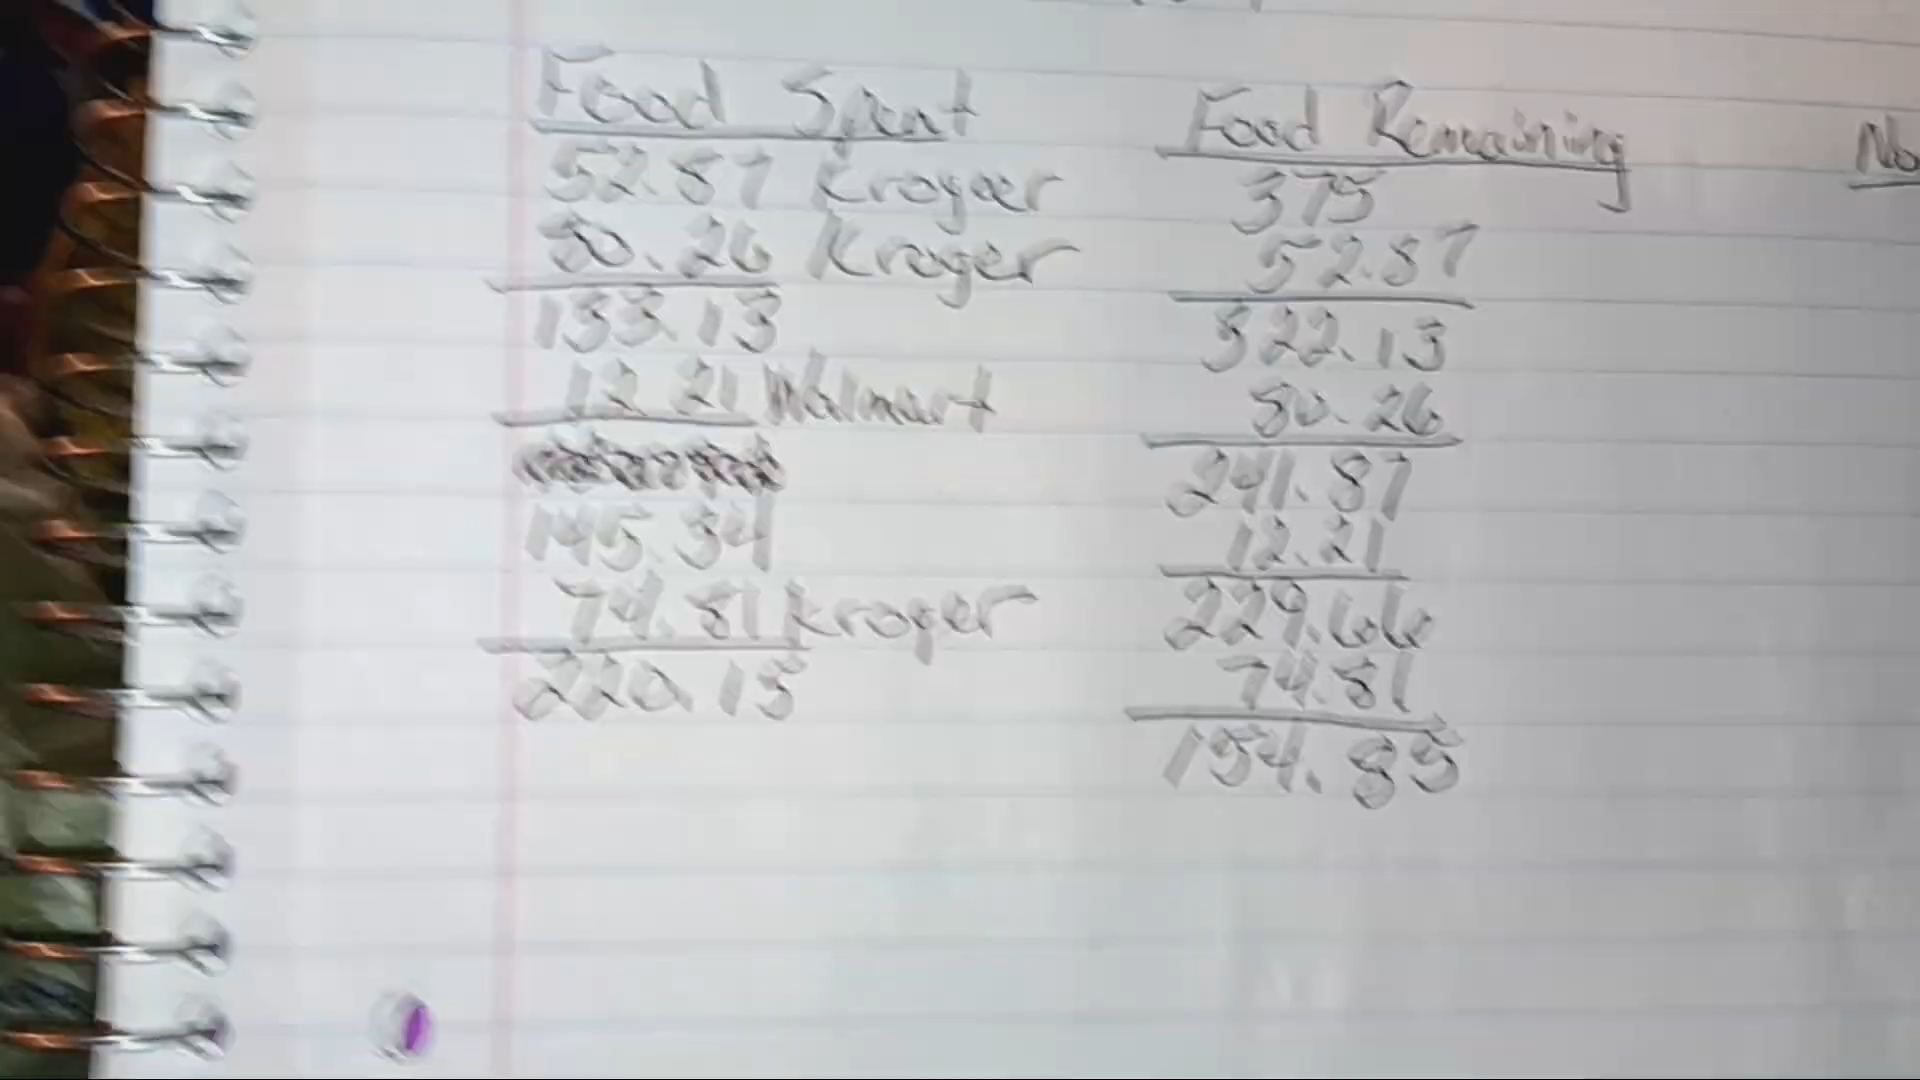 Food Spent
52.87 Krogeer
80.26 Kroger
133.13
12.21 Walmart
145.34
74.81 kroger
220.15
Food Remaining
375
52.87
322.13
80.26
241.87
12.21
229.66
74.81
154.85
No